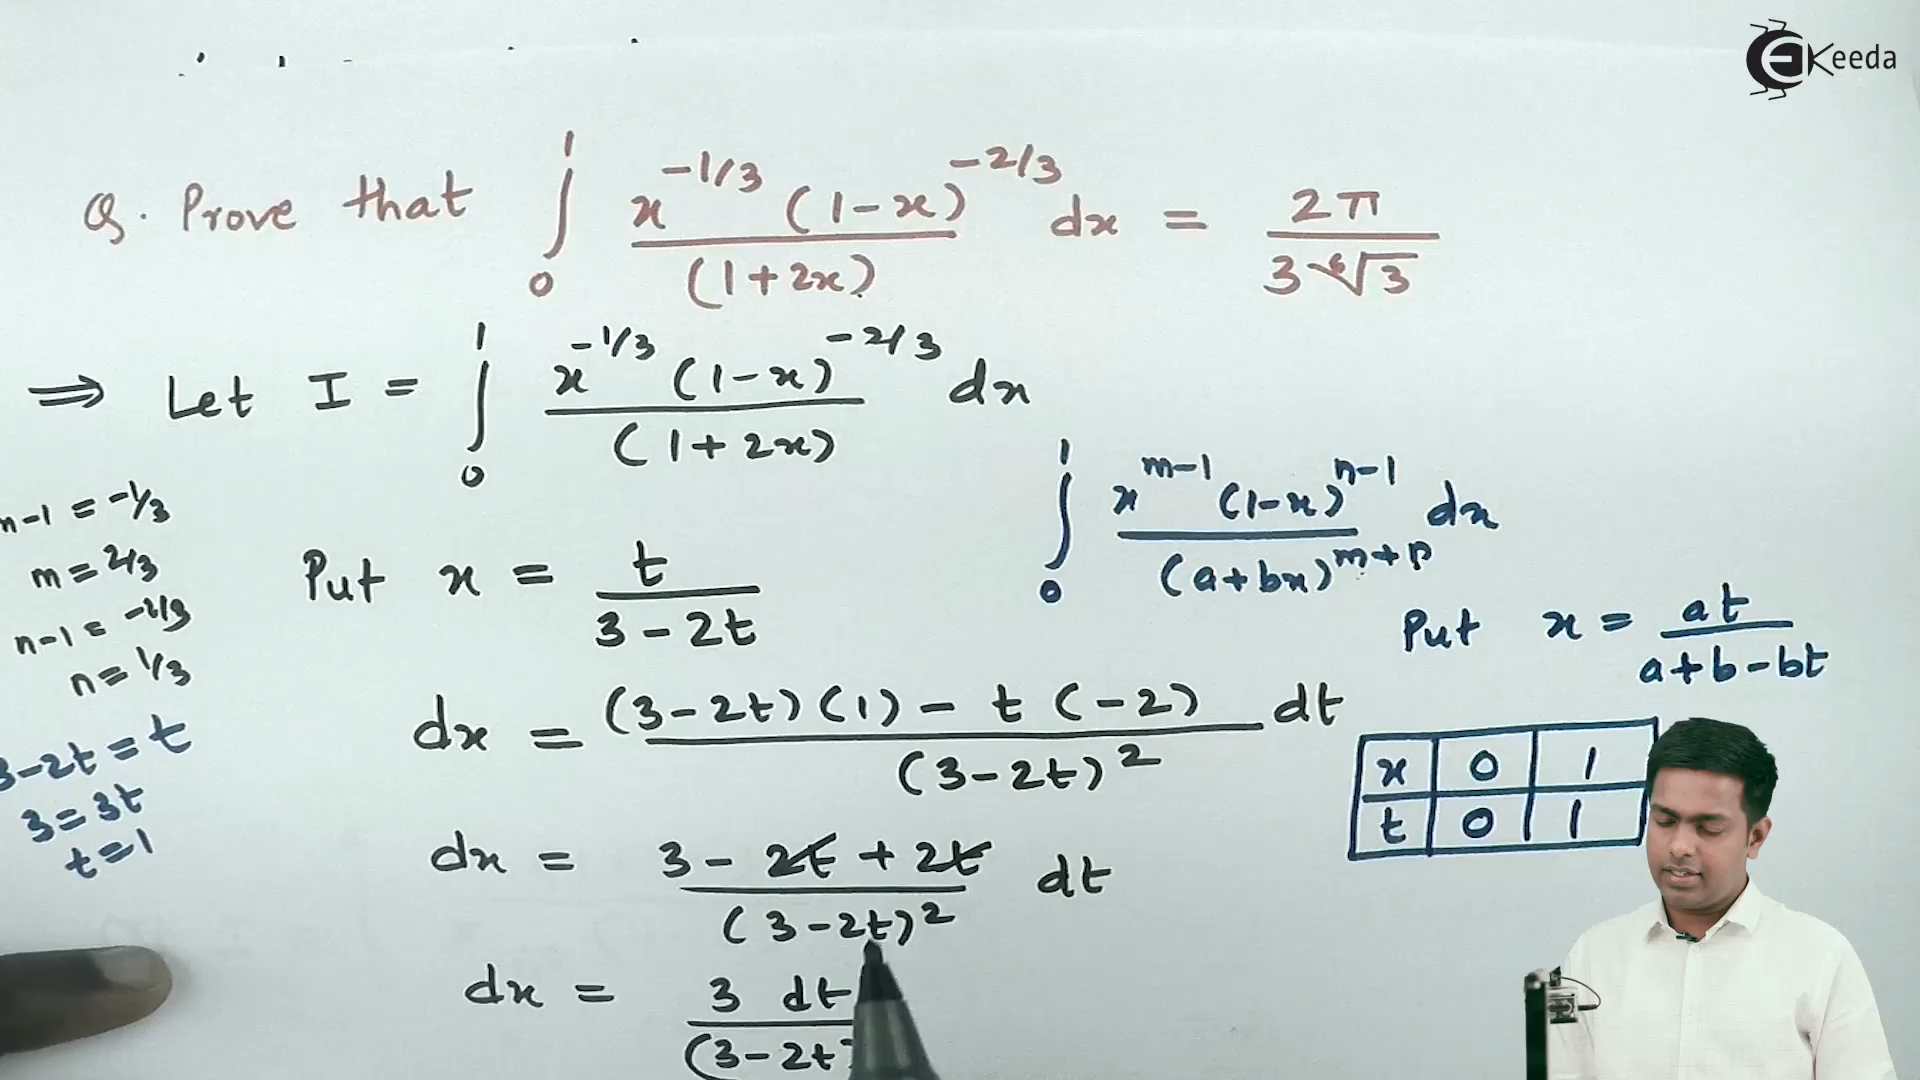 Keeda
Q. Prove that ∫₀¹ x^(-1/3) (1-x)^(-2/3) / (1+2x) dx = 2π / 3 ⁶√3
⇒ Let I = ∫₀¹ x^(-1/3) (1-x)^(-2/3) / (1+2x) dx
∫₀¹ x^(m-1) (1-x)^(n-1) / (a+bx)^(m+n) dx
m-1 = -1/3
m = 2/3
n-1 = -2/3
n = 1/3
Put x = t / (3-2t)
Put x = at / (a+b-bt)
dx = (3-2t)(1) - t(-2) / (3-2t)² dt
3-2t = t
3 = 3t
t = 1
x 0 1
t 0 1
dx = 3 - 2t + 2t / (3-2t)² dt
dx = 3 dt / (3-2t